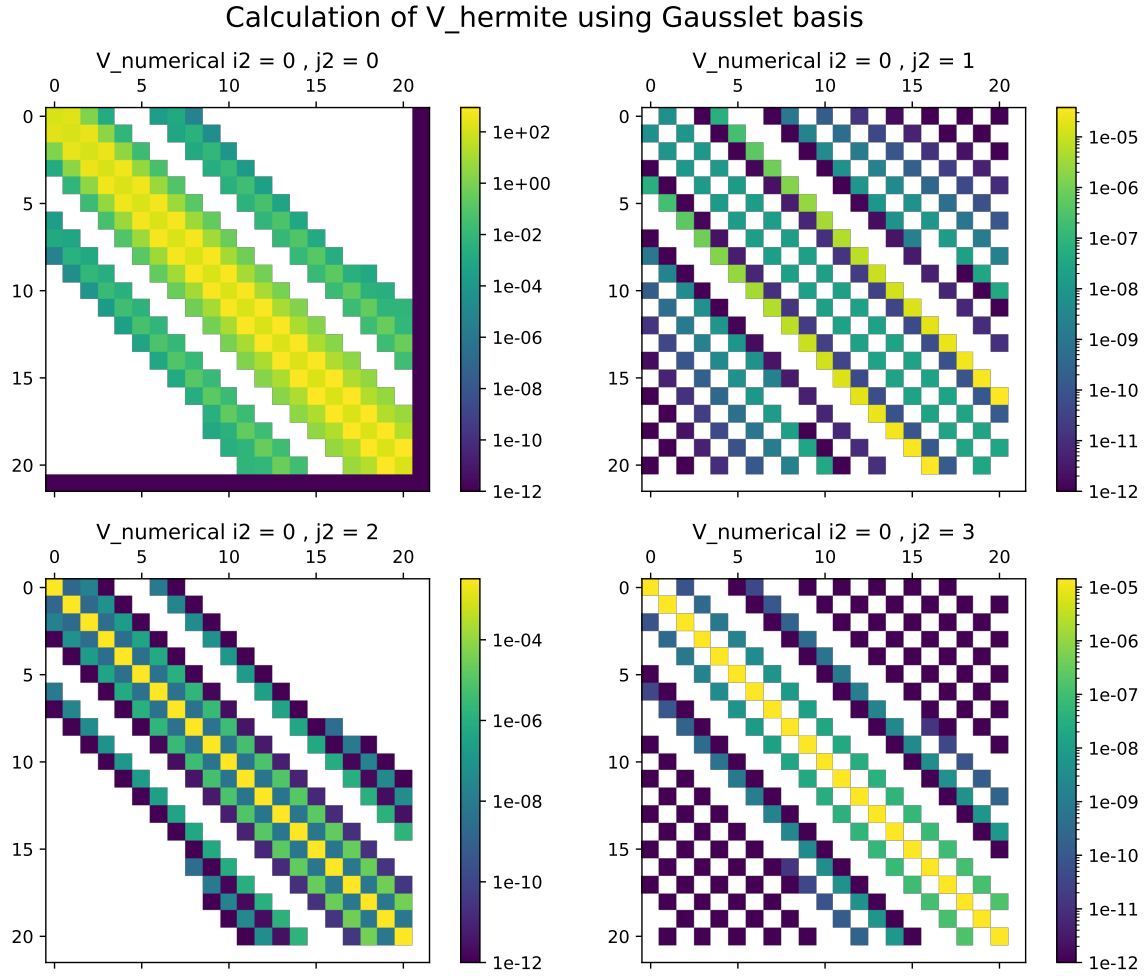 Calculation of V_hermite using Gausslet basis
V_numerical i2 = 0 , j2 = 0
0 5 10 15 20
0
5
10
15
20
1e+02
1e+00
1e-02
1e-04
1e-06
1e-08
1e-10
1e-12
V_numerical i2 = 0 , j2 = 1
0 5 10 15 20
0
5
10
15
20
1e-05
1e-06
1e-07
1e-08
1e-09
1e-10
1e-11
1e-12
V_numerical i2 = 0 , j2 = 2
0 5 10 15 20
0
5
10
15
20
1e-04
1e-06
1e-08
1e-10
1e-12
V_numerical i2 = 0 , j2 = 3
0 5 10 15 20
0
5
10
15
20
1e-05
1e-06
1e-07
1e-08
1e-09
1e-10
1e-11
1e-12